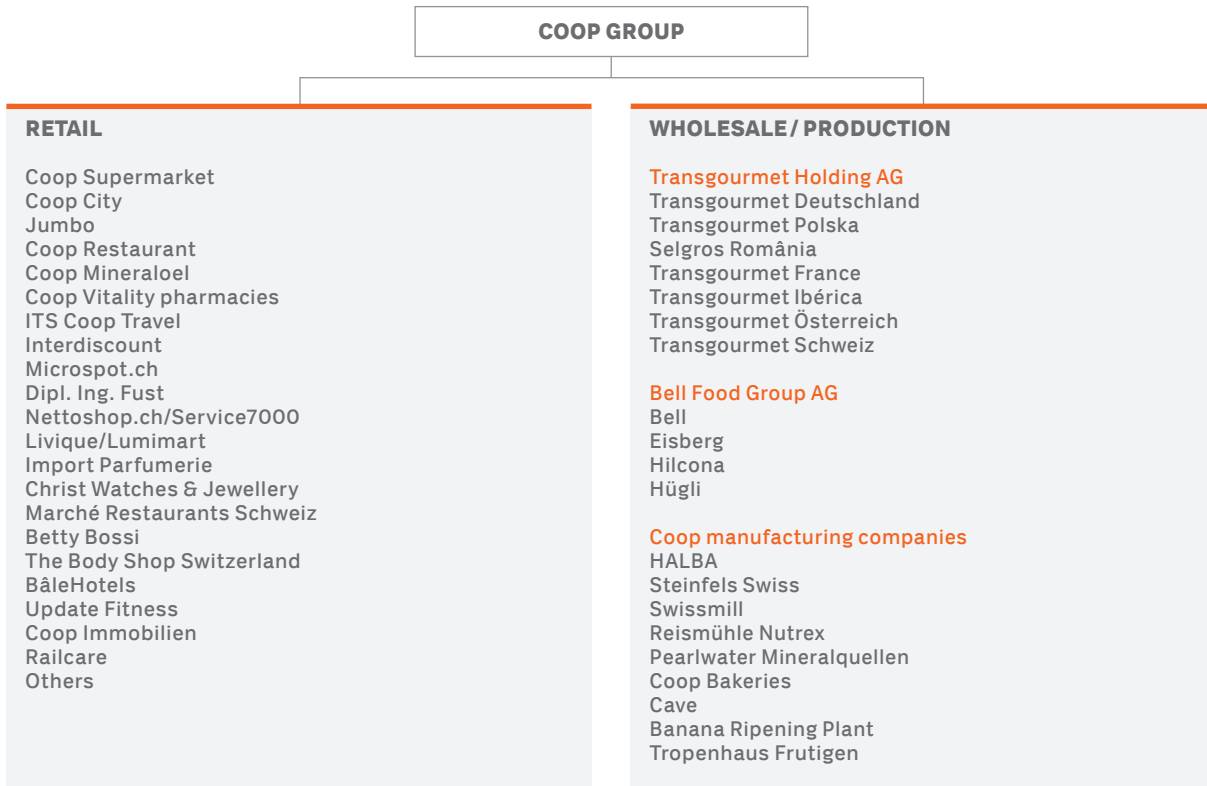 COOP GROUP
RETAIL
Coop Supermarket
Coop City
Jumbo
Coop Restaurant
Coop Mineraloel
Coop Vitality pharmacies
ITS Coop Travel
Interdiscount
Microspot.ch
Dipl. Ing. Fust
Nettoshop.ch/Service7000
Livique/Lumimart
Import Parfumerie
Christ Watches & Jewellery
Marché Restaurants Schweiz
Betty Bossi
The Body Shop Switzerland
BâleHotels
Update Fitness
Coop Immobilien
Railcare
Others
WHOLESALE / PRODUCTION
Transgourmet Holding AG
Transgourmet Deutschland
Transgourmet Polska
Selgros România
Transgourmet France
Transgourmet Ibérica
Transgourmet Österreich
Transgourmet Schweiz
Bell Food Group AG
Bell
Eisberg
Hilcona
Hügli
Coop manufacturing companies
HALBA
Steinfels Swiss
Swissmill
Reismühle Nutrex
Pearlwater Mineralquellen
Coop Bakeries
Cave
Banana Ripening Plant
Tropenhaus Frutigen